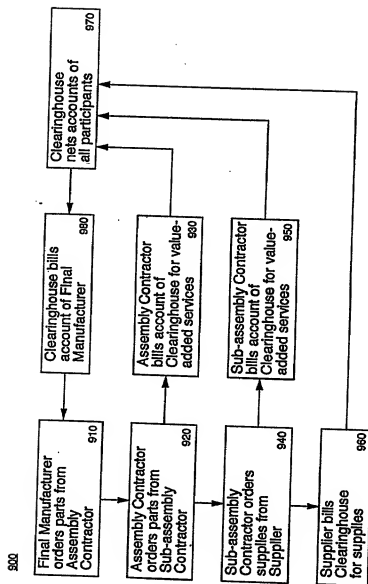 800
Final Manufacturer
orders parts from
Assembly
Contractor
910
Clearinghouse bills
account of Final
Manufacturer
980
Clearinghouse
nets accounts of
all participants
970
Assembly Contractor
orders parts from
Sub-assembly
Contractor
920
Assembly Contractor
bills account of
Clearinghouse for value-
added services
930
Sub-assembly
Contractor orders
supplies from
Supplier
940
Sub-assembly Contractor
bills account of
Clearinghouse for value-
added services
950
Supplier bills
Clearinghouse
for supplies
960